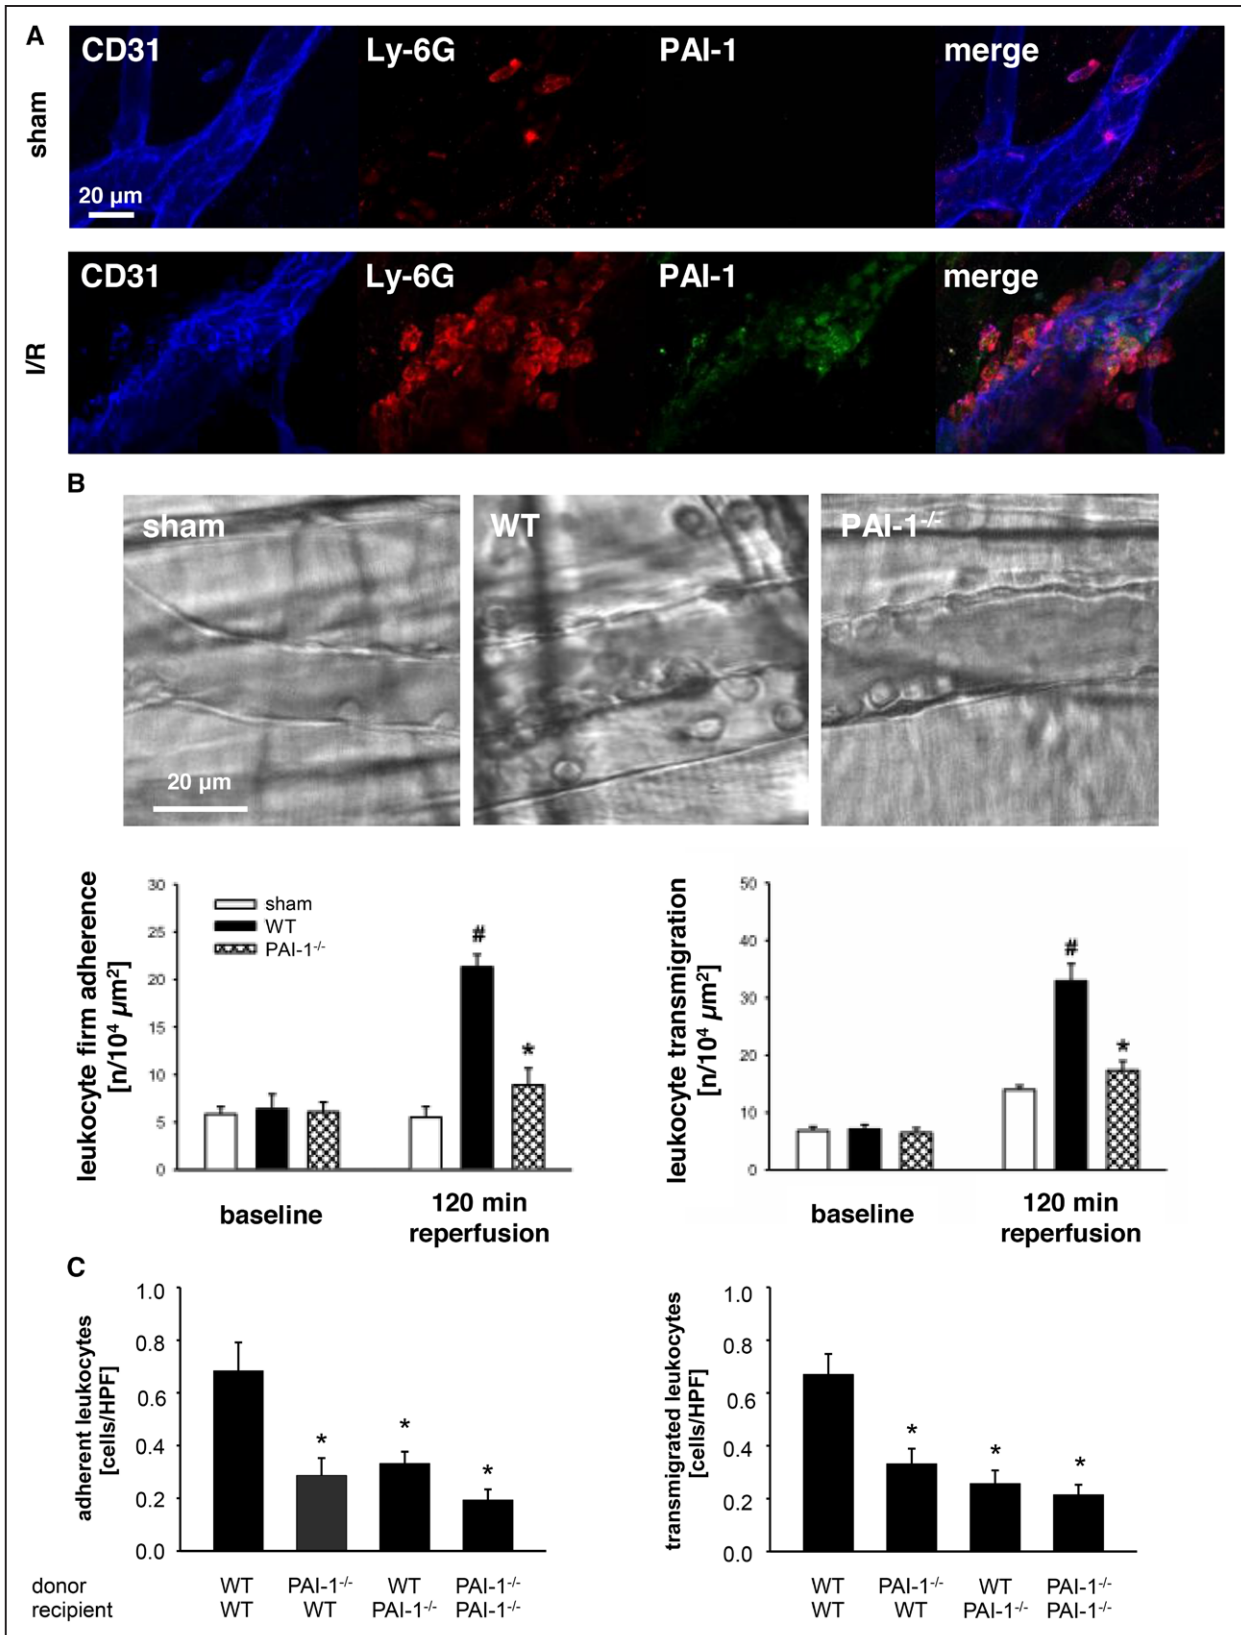 A
CD31 Ly-6G PAI-1 merge
sham
20 µm
CD31 Ly-6G PAI-1 merge
I/R
B
sham WT PAI-1-/-
20 µm
leukocyte firm adherence
[n/10⁴ µm²]
30
25
20
15
10
5
0
sham
WT
PAI-1-/-
#
*
baseline
120 min
reperfusion
leukocyte transmigration
[n/10⁴ µm²]
50
40
30
20
10
0
#
*
baseline
120 min
reperfusion
C
adherent leukocytes
[cells/HPF]
1.0
0.8
0.6
0.4
0.2
0.0
* * *
transmigrated leukocytes
[cells/HPF]
1.0
0.8
0.6
0.4
0.2
0.0
* * *
donor WT PAI-1-/- WT PAI-1-/- WT PAI-1-/- WT PAI-1-/-
recipient WT WT PAI-1-/- PAI-1-/- WT WT PAI-1-/- PAI-1-/-